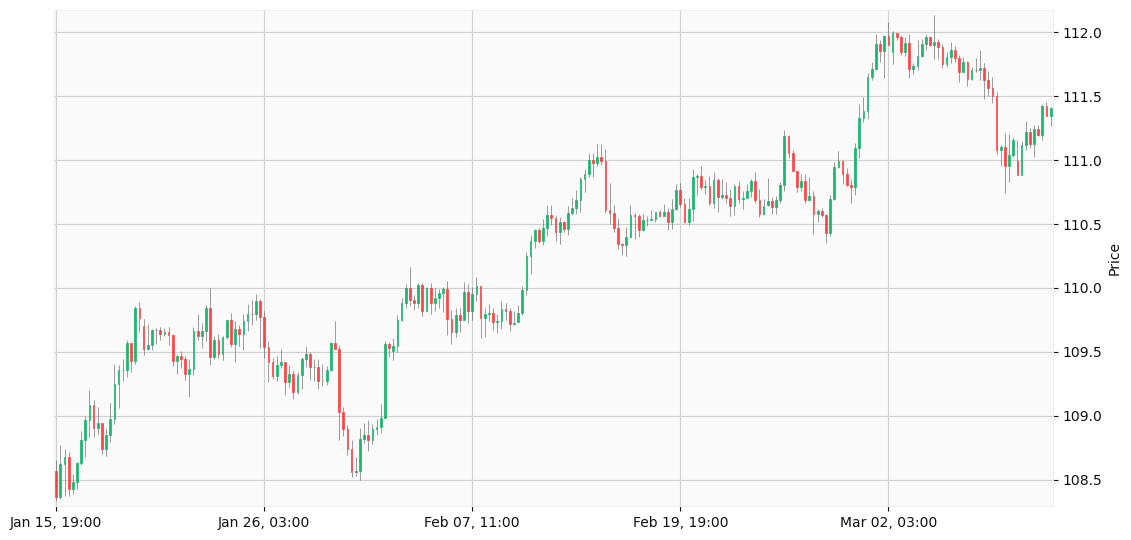 112.0
111.5
111.0
110.5
110.0
109.5
109.0
108.5
Price
Jan 15, 19:00
Jan 26, 03:00
Feb 07, 11:00
Feb 19, 19:00
Mar 02, 03:00